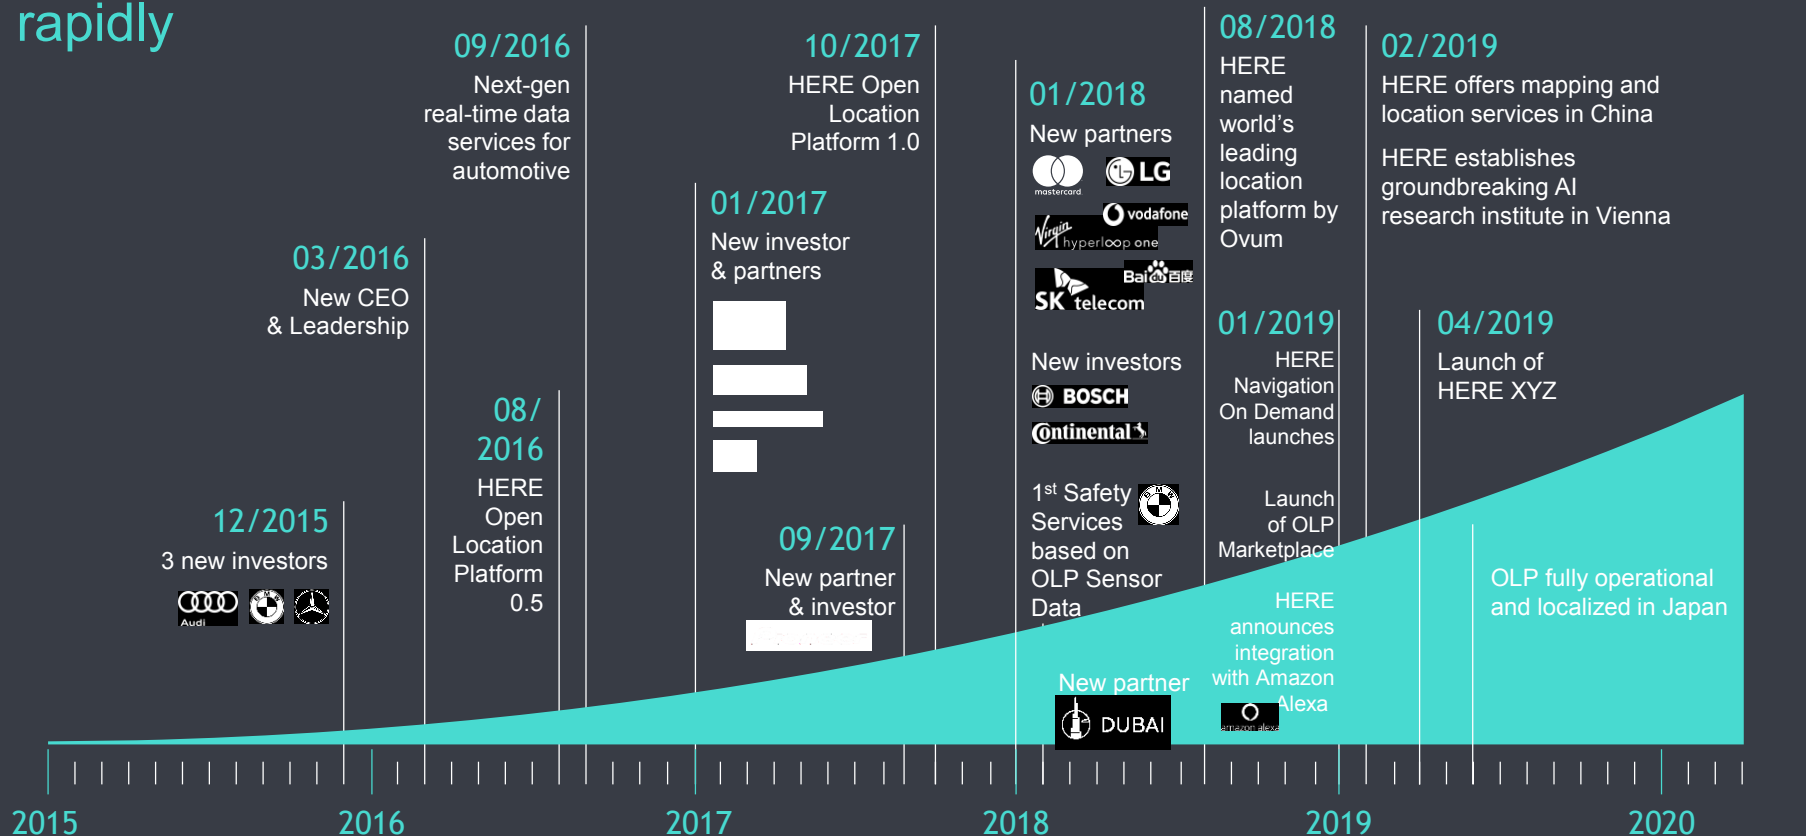 rapidly
09/2016
Next-gen
real-time data
services for
automotive
10/2017
HERE Open
Location
Platform 1.0
01/2018
New partners
mastercard.
LG
vodafone
Virgin
hyperloop one
Bai du 百度
SK telecom
New investors
BOSCH
Continental
1st Safety
Services
based on
OLP Sensor
Data
BMW
New partner
DUBAI
08/2018
HERE
named
world's
leading
location
platform by
Ovum
02/2019
HERE offers mapping and
location services in China
HERE establishes
groundbreaking AI
research institute in Vienna
01/2017
New investor
& partners
03/2016
New CEO
& Leadership
01/2019
HERE
Navigation
On Demand
launches
Launch
of OLP
Marketplace
HERE
announces
integration
with Amazon
Alexa
amazon alexa
04/2019
Launch of
HERE XYZ
08/
2016
HERE
Open
Location
Platform
0.5
12/2015
3 new investors
Audi
BMW
09/2017
New partner
& investor
OLP fully operational
and localized in Japan
2015
2016
2017
2018
2019
2020